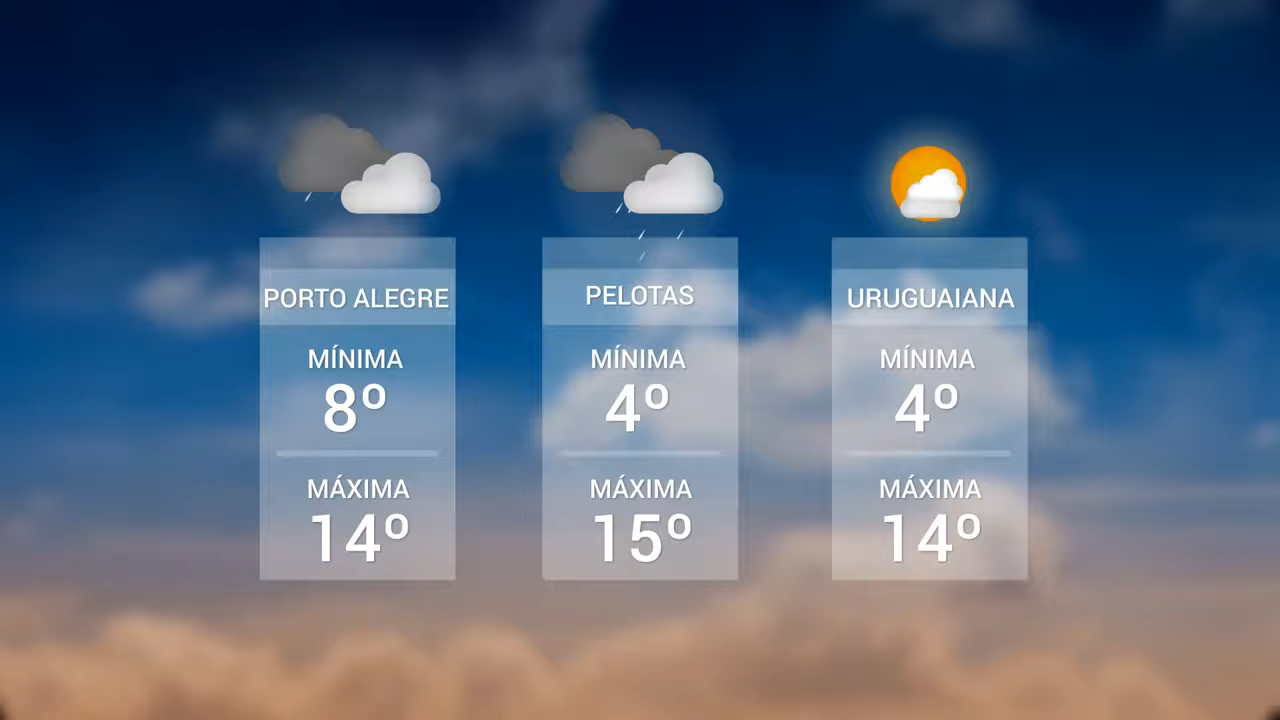 PORTO ALEGRE
MÍNIMA
8º
MÁXIMA
14º
PELOTAS
MÍNIMA
4º
MÁXIMA
15º
URUGUAIANA
MÍNIMA
4º
MÁXIMA
14º